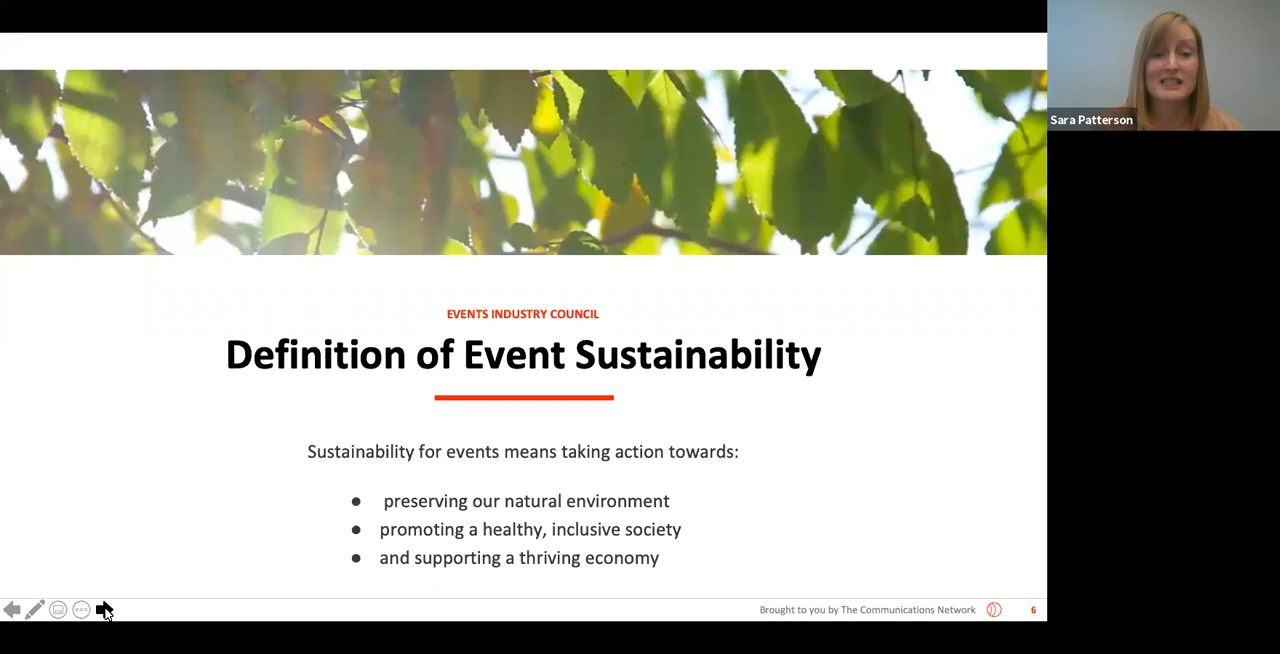 Sara Patterson
EVENTS INDUSTRY COUNCIL
Definition of Event Sustainability
Sustainability for events means taking action towards:
● preserving our natural environment
● promoting a healthy, inclusive society
● and supporting a thriving economy
Brought to you by The Communications Network
6